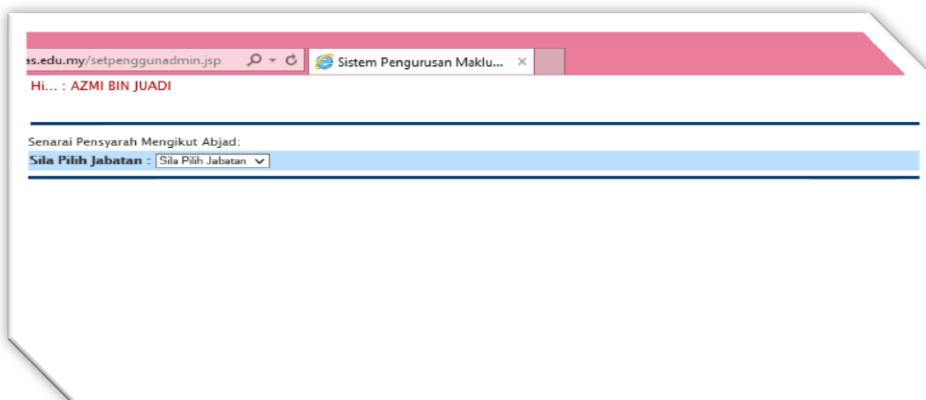 as.edu.my/setpenggunadmin.jsp
Sistem Pengurusan Maklu...
Hi... : AZMI BIN JUADI
Senarai Pensyarah Mengikut Abjad:
Sila Pilih Jabatan : Sila Pilih Jabatan